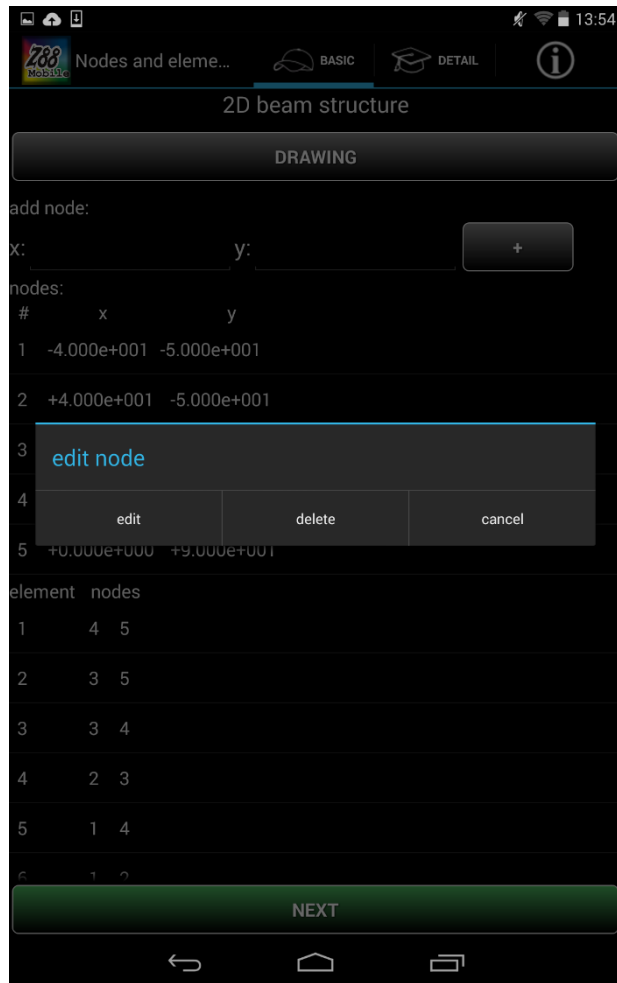 13:54
Z88
Mobile
Nodes and eleme... BASIC DETAIL i
2D beam structure
DRAWING
add node:
x: y: +
nodes:
# x y
1 -4.000e+001 -5.000e+001
2 +4.000e+001 -5.000e+001
3
edit node
4
edit delete cancel
5 +0.000e+000 +9.000e+001
element nodes
1 4 5
2 3 5
3 3 4
4 2 3
5 1 4
6 1 2
NEXT